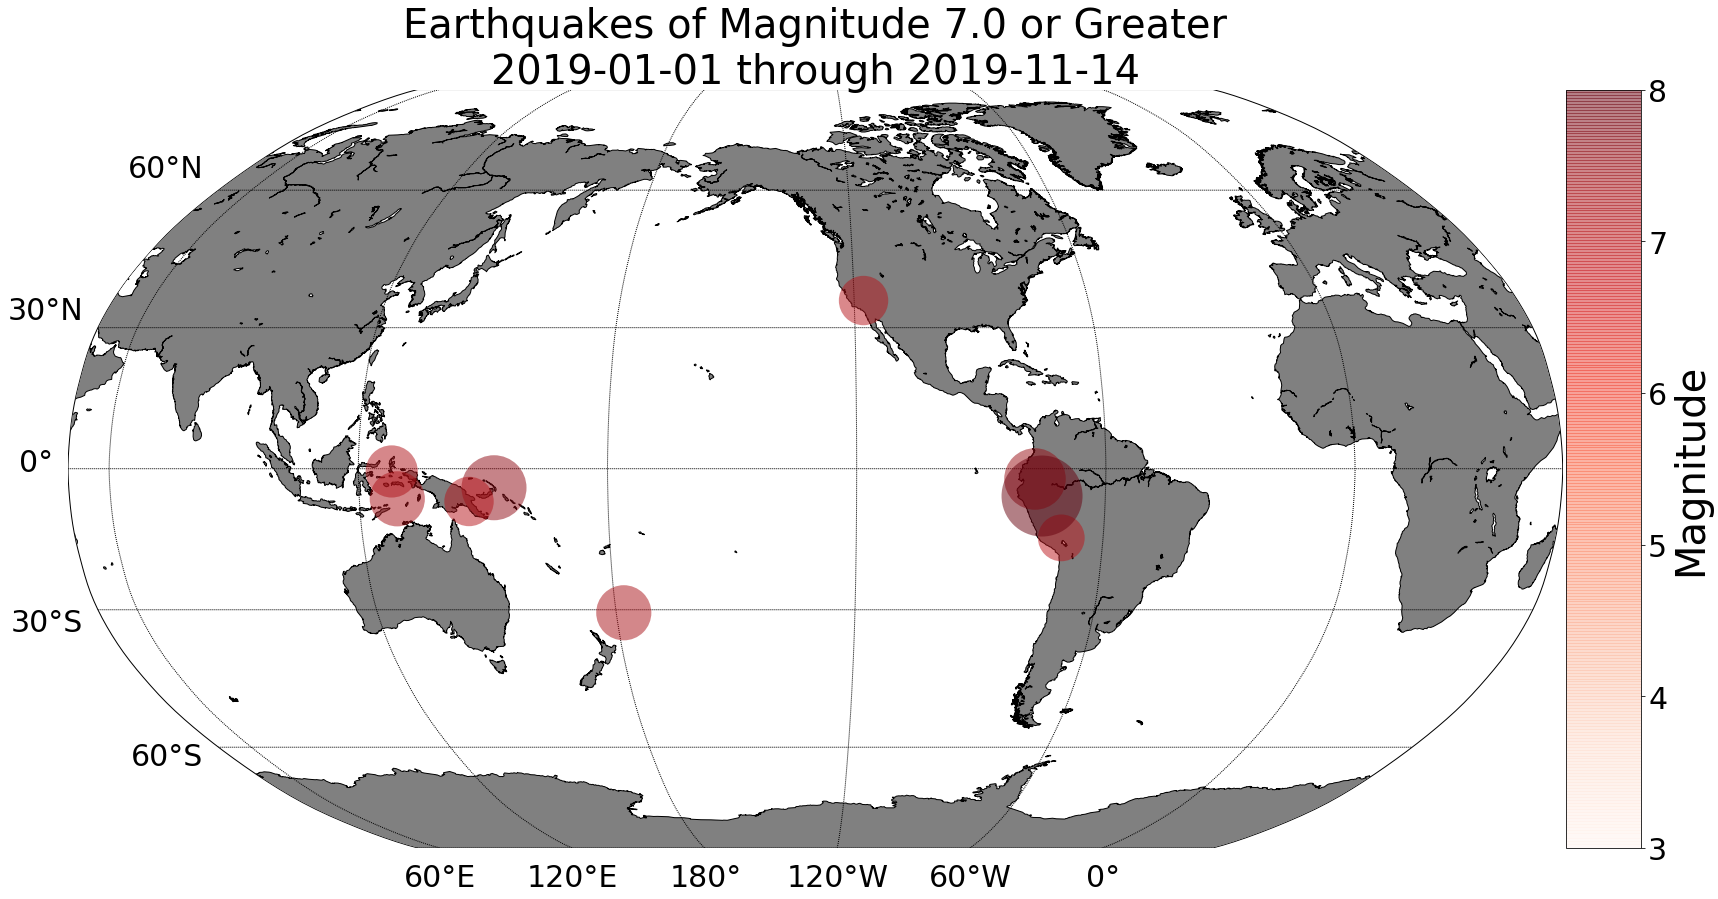 Earthquakes of Magnitude 7.0 or Greater
2019-01-01 through 2019-11-14
60°N
30°N
0°
30°S
60°S
60°E 120°E 180° 120°W 60°W 0°
8
7
6
5
4
3
Magnitude